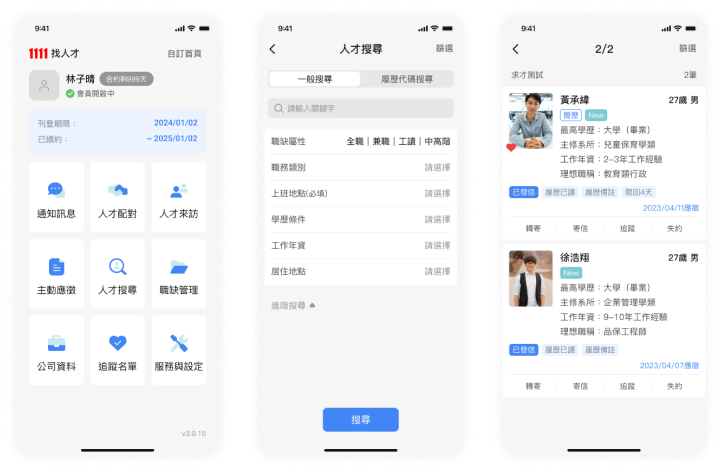 9:41
1111 找人才
自訂首頁
林子晴 合約剩999天
會員開啟中
刊登期限： 2024/01/02
已續約： ~ 2025/01/02
通知訊息 人才配對 人才來訪
主動應徵 人才搜尋 職缺管理
公司資料 追蹤名單 服務與設定
v3.9.15
9:41
人才搜尋 篩選
一般搜尋 履歷代碼搜尋
請輸入關鍵字
職缺屬性 全職｜兼職｜工讀｜中高階
職務類別 請選擇
上班地點(必填) 請選擇
學歷條件 請選擇
工作年資 請選擇
居住地點 請選擇
進階搜尋
搜尋
9:41
2/2 篩選
求才測試 2筆
黃承緯 27歲 男
簡歷 New
最高學歷：大學（畢業）
主修系所：兒童保育學類
工作年資：2~3年工作經驗
理想職稱：教育類行政
已發信 履歷已讀 履歷備註 閱回4天
2023/04/11應徵
轉寄 寄信 追蹤 失約
徐浩翔 27歲 男
New
最高學歷：大學（畢業）
主修系所：企業管理學類
工作年資：9~10年工作經驗
理想職稱：品保工程師
已發信 履歷已讀 履歷備註
2023/04/07應徵
轉寄 寄信 追蹤 失約